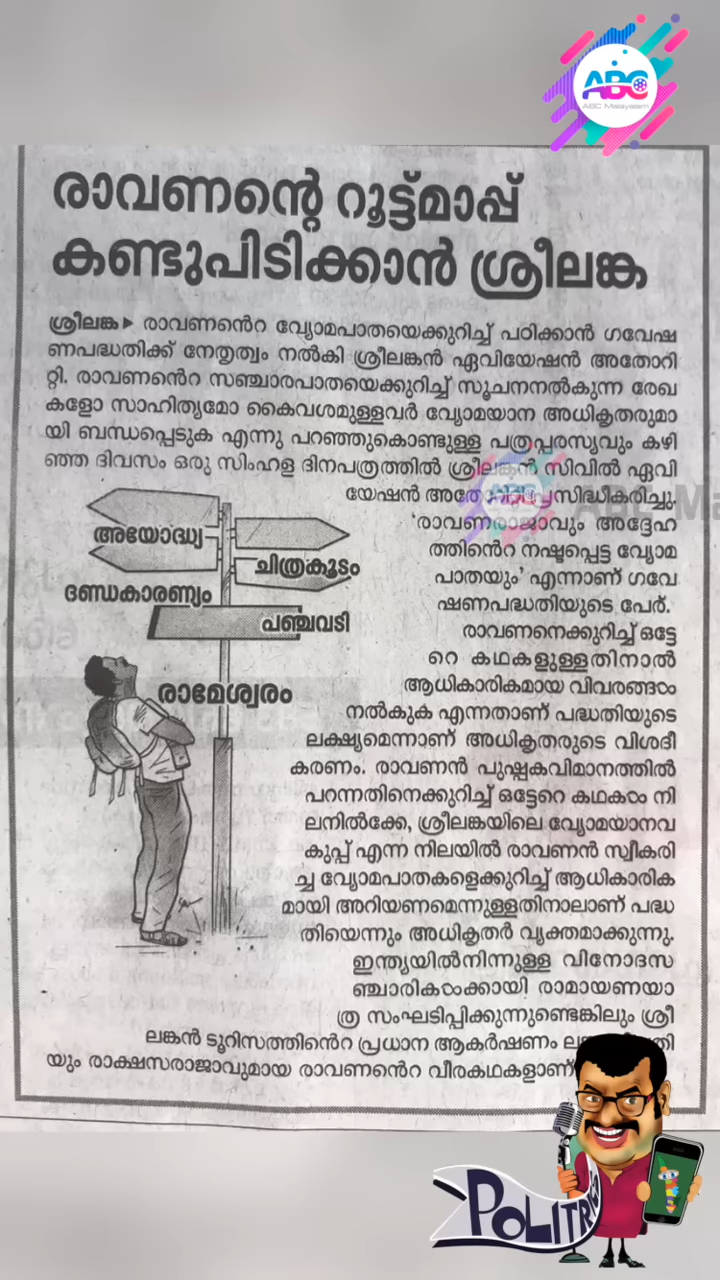 ABC
ABC Malayalam
രാവണന്റെ റൂട്ട്മാപ്പ്
കണ്ടുപിടിക്കാൻ ശ്രീലങ്ക
ശ്രീലങ്ക▸ രാവണൻെറ വ്യോമപാതയെക്കുറിച്ച് പഠിക്കാൻ ഗവേഷ
ണപദ്ധതിക്ക് നേതൃത്വം നൽകി ശ്രീലങ്കൻ ഏവിയേഷൻ അതോറി
റ്റി. രാവണൻെറ സഞ്ചാരപാതയെക്കുറിച്ച് സൂചനനൽകുന്ന രേഖ
കളോ സാഹിത്യമോ കൈവശമുള്ളവർ വ്യോമയാന അധികൃതരുമാ
യി ബന്ധപ്പെടുക എന്നു പറഞ്ഞുകൊണ്ടുള്ള പത്രപ്പരസ്യവും കഴി
ഞ്ഞ ദിവസം ഒരു സിംഹള ദിനപത്രത്തിൽ ശ്രീലങ്കൻ സിവിൽ ഏവി
യേഷൻ പ്രസിദ്ധീകരിച്ചു.
'രാവണരാജാവും അദ്ദേഹ
ത്തിൻെറ നഷ്ടപ്പെട്ട വ്യോമ
പാതയും' എന്നാണ് ഗവേ
ഷണപദ്ധതിയുടെ പേര്.
രാവണനെക്കുറിച്ച് ഒട്ടേ
റെ കഥകളുള്ളതിനാൽ
ആധികാരികമായ വിവരങ്ങൾ
നൽകുക എന്നതാണ് പദ്ധതിയുടെ
ലക്ഷ്യമെന്നാണ് അധികൃതരുടെ വിശദീ
കരണം. രാവണൻ പുഷ്പകവിമാനത്തിൽ
പറന്നതിനെക്കുറിച്ച് ഒട്ടേറെ കഥകൾ നി
ലനിൽക്കേ, ശ്രീലങ്കയിലെ വ്യോമയാനവ
കുപ്പ് എന്ന നിലയിൽ രാവണൻ സ്വീകരി
ച്ച വ്യോമപാതകളെക്കുറിച്ച് ആധികാരിക
മായി അറിയണമെന്നുള്ളതിനാലാണ് പദ്ധ
തിയെന്നും അധികൃതർ വ്യക്തമാക്കുന്നു.
ഇന്ത്യയിൽനിന്നുള്ള വിനോദസ
ഞ്ചാരികൾക്കായി രാമായണയാ
ത്ര സംഘടിപ്പിക്കുന്നുണ്ടെങ്കിലും ശ്രീ
ലങ്കൻ ടൂറിസത്തിൻെറ പ്രധാന ആകർഷണം
യും രാക്ഷസരാജാവുമായ രാവണൻെറ വീരകഥകളാണ്
അയോദ്ധ്യ
ചിത്രകൂടം
ദണ്ഡകാരണ്യം
പഞ്ചവടി
രാമേശ്വരം